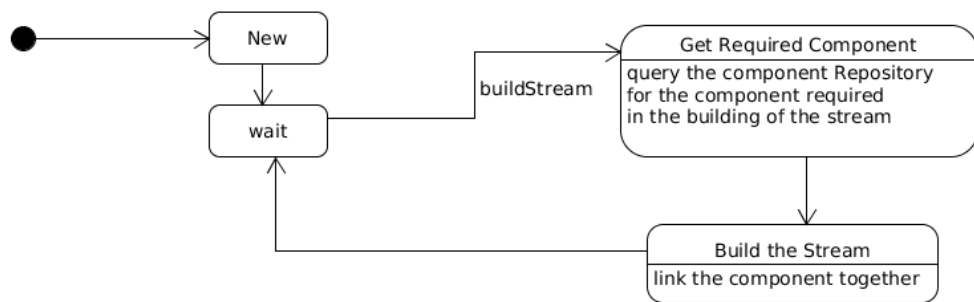 New
wait
buildStream
Get Required Component
query the component Repository
for the component required
in the building of the stream
Build the Stream
link the component together